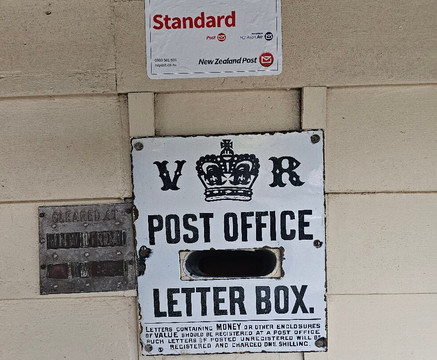 Standard
Post
New Zealand Post
V R
POST OFFICE
CLEARED AT
LETTER BOX.
LETTERS CONTAINING MONEY OR OTHER ENCLOSURES
OF VALUE SHOULD BE REGISTERED AT A POST OFFICE
SUCH LETTERS IF POSTED UNREGISTERED WILL BE
REGISTERED AND CHARGED ONE SHILLING.